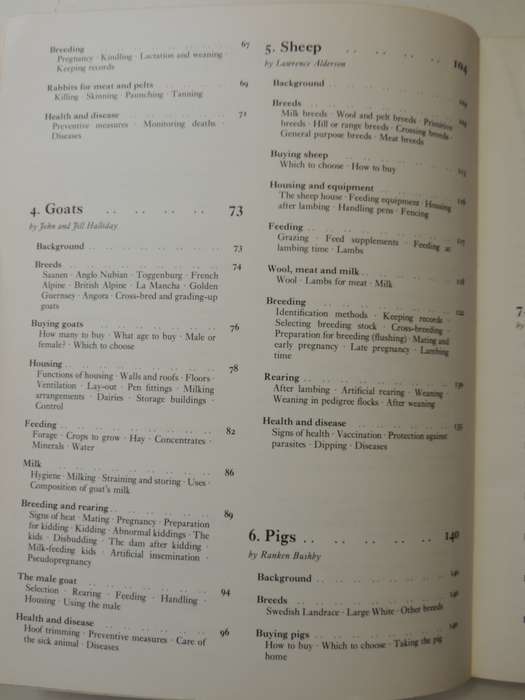 Breeding .. .. .. .. .. 67
Pregnancy · Kindling · Lactation and weaning ·
Keeping records
Rabbits for meat and pelts .. .. .. 69
Killing · Skinning · Paunching · Tanning
Health and disease .. .. .. .. 71
Preventive measures · Monitoring deaths ·
Diseases
4. Goats .. .. .. .. 73
by John and Jill Halliday
Background .. .. .. .. .. 73
Breeds .. .. .. .. .. .. 74
Saanen · Anglo Nubian · Toggenburg · French
Alpine · British Alpine · La Mancha · Golden
Guernsey · Angora · Cross-bred and grading-up
goats
Buying goats .. .. .. .. .. 76
How many to buy · What age to buy · Male or
female? · Which to choose
Housing .. .. .. .. .. .. 78
Functions of housing · Walls and roofs · Floors ·
Ventilation · Lay-out · Pen fittings · Milking
arrangements · Dairies · Storage buildings ·
Control
Feeding .. .. .. .. .. .. 82
Forage · Crops to grow · Hay · Concentrates ·
Minerals · Water
Milk .. .. .. .. .. .. 86
Hygiene · Milking · Straining and storing · Uses ·
Composition of goat's milk
Breeding and rearing .. .. .. .. 89
Signs of heat · Mating · Pregnancy · Preparation
for kidding · Kidding · Abnormal kiddings · The
kids · Disbudding · The dam after kidding ·
Milk-feeding kids · Artificial insemination ·
Pseudopregnancy
The male goat .. .. .. .. .. 94
Selection · Rearing · Feeding · Handling ·
Housing · Using the male
Health and disease .. .. .. .. 96
Hoof trimming · Preventive measures · Care of
the sick animal · Diseases
5. Sheep .. .. .. .. 104
by Lawrence Alderson
Background .. .. .. .. ..
Breeds .. .. .. .. .. ..
Milk breeds · Wool and pelt breeds · Primitive
breeds · Hill or range breeds · Crossing breeds ·
General purpose breeds · Meat breeds
Buying sheep .. .. .. .. ..
Which to choose · How to buy
Housing and equipment .. .. .. ..
The sheep house · Feeding equipment · Housing
after lambing · Handling pens · Fencing
Feeding .. .. .. .. .. ..
Grazing · Feed supplements · Feeding at
lambing time · Lambs
Wool, meat and milk .. .. .. ..
Wool · Lambs for meat · Milk
Breeding .. .. .. .. .. ..
Identification methods · Keeping records ·
Selecting breeding stock · Cross-breeding ·
Preparation for breeding (flushing) · Mating and
early pregnancy · Late pregnancy · Lambing
time
Rearing .. .. .. .. .. ..
After lambing · Artificial rearing · Weaning ·
Weaning in pedigree flocks · After weaning
Health and disease .. .. .. ..
Signs of health · Vaccination · Protection against
parasites · Dipping · Diseases
6. Pigs .. .. .. .. .. 140
by Ranken Bushby
Background .. .. .. .. .. 140
Breeds .. .. .. .. .. .. 140
Swedish Landrace · Large White · Other breeds
Buying pigs .. .. .. .. ..
How to buy · Which to choose · Taking the pig
home